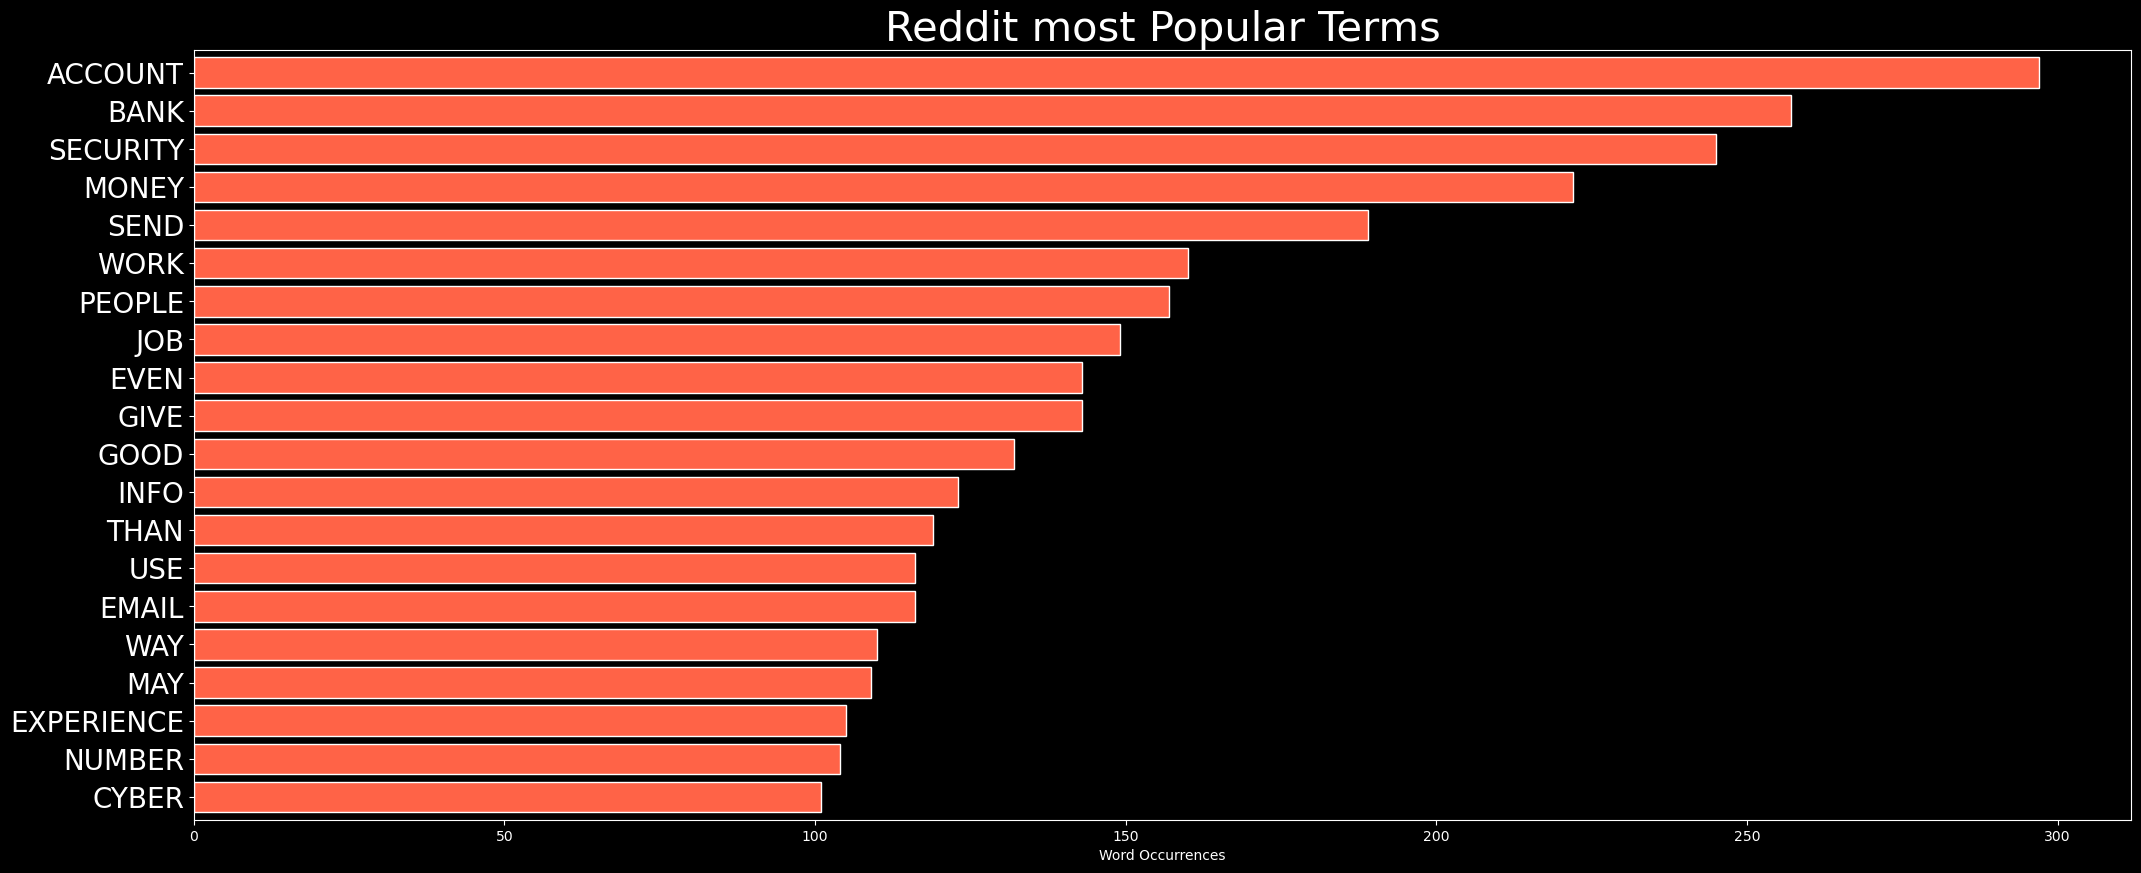 Reddit most Popular Terms
ACCOUNT
BANK
SECURITY
MONEY
SEND
WORK
PEOPLE
JOB
EVEN
GIVE
GOOD
INFO
THAN
USE
EMAIL
WAY
MAY
EXPERIENCE
NUMBER
CYBER
0 50 100 150 200 250 300
Word Occurrences